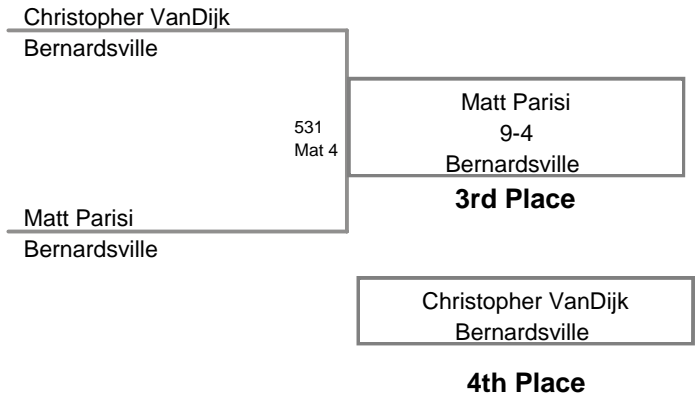 Christopher VanDijk
Bernardsville
531
Mat 4
Matt Parisi
9-4
Bernardsville
3rd Place
Matt Parisi
Bernardsville
Christopher VanDijk
Bernardsville
4th Place